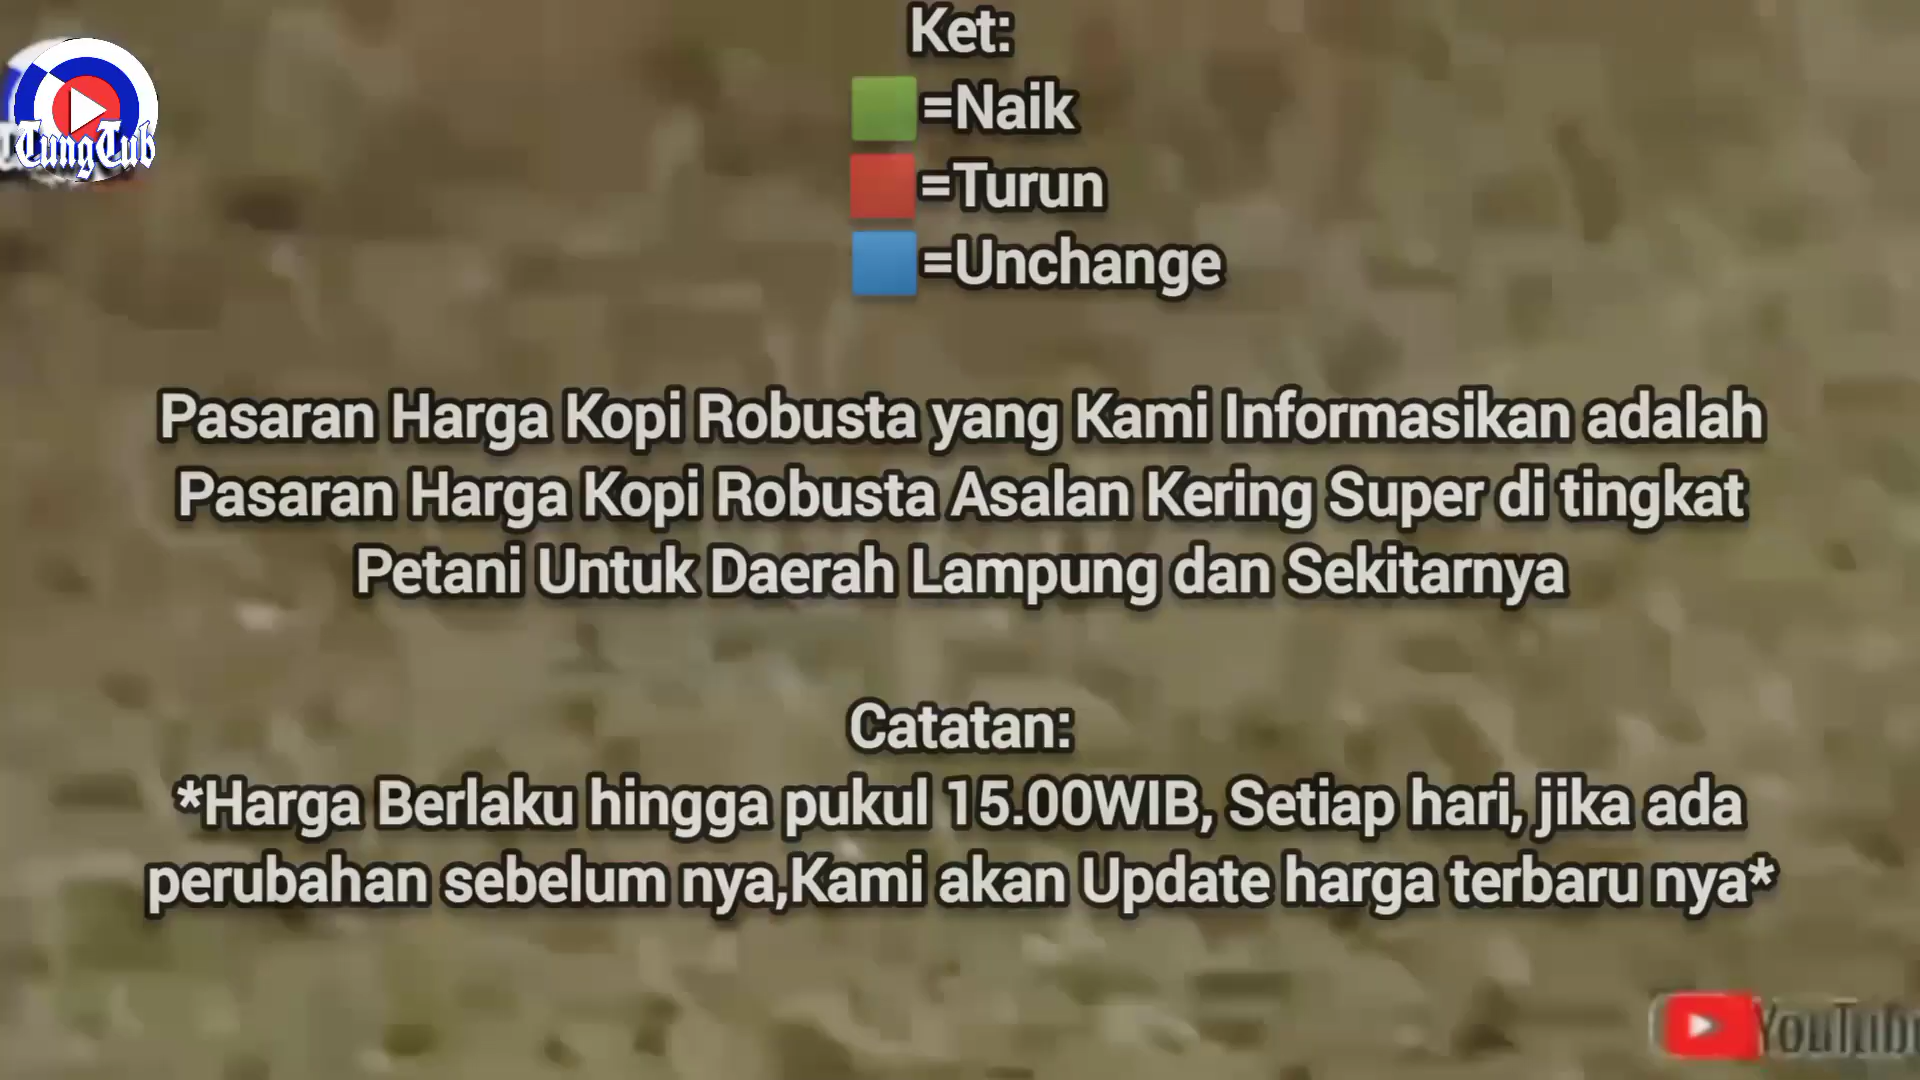 Ket:
🟩=Naik
🟥=Turun
🟦=Unchange
Pasaran Harga Kopi Robusta yang Kami Informasikan adalah
Pasaran Harga Kopi Robusta Asalan Kering Super di tingkat
Petani Untuk Daerah Lampung dan Sekitarnya
Catatan:
*Harga Berlaku hingga pukul 15.00WIB, Setiap hari, jika ada
perubahan sebelum nya,Kami akan Update harga terbaru nya*
TungTub
YouTube